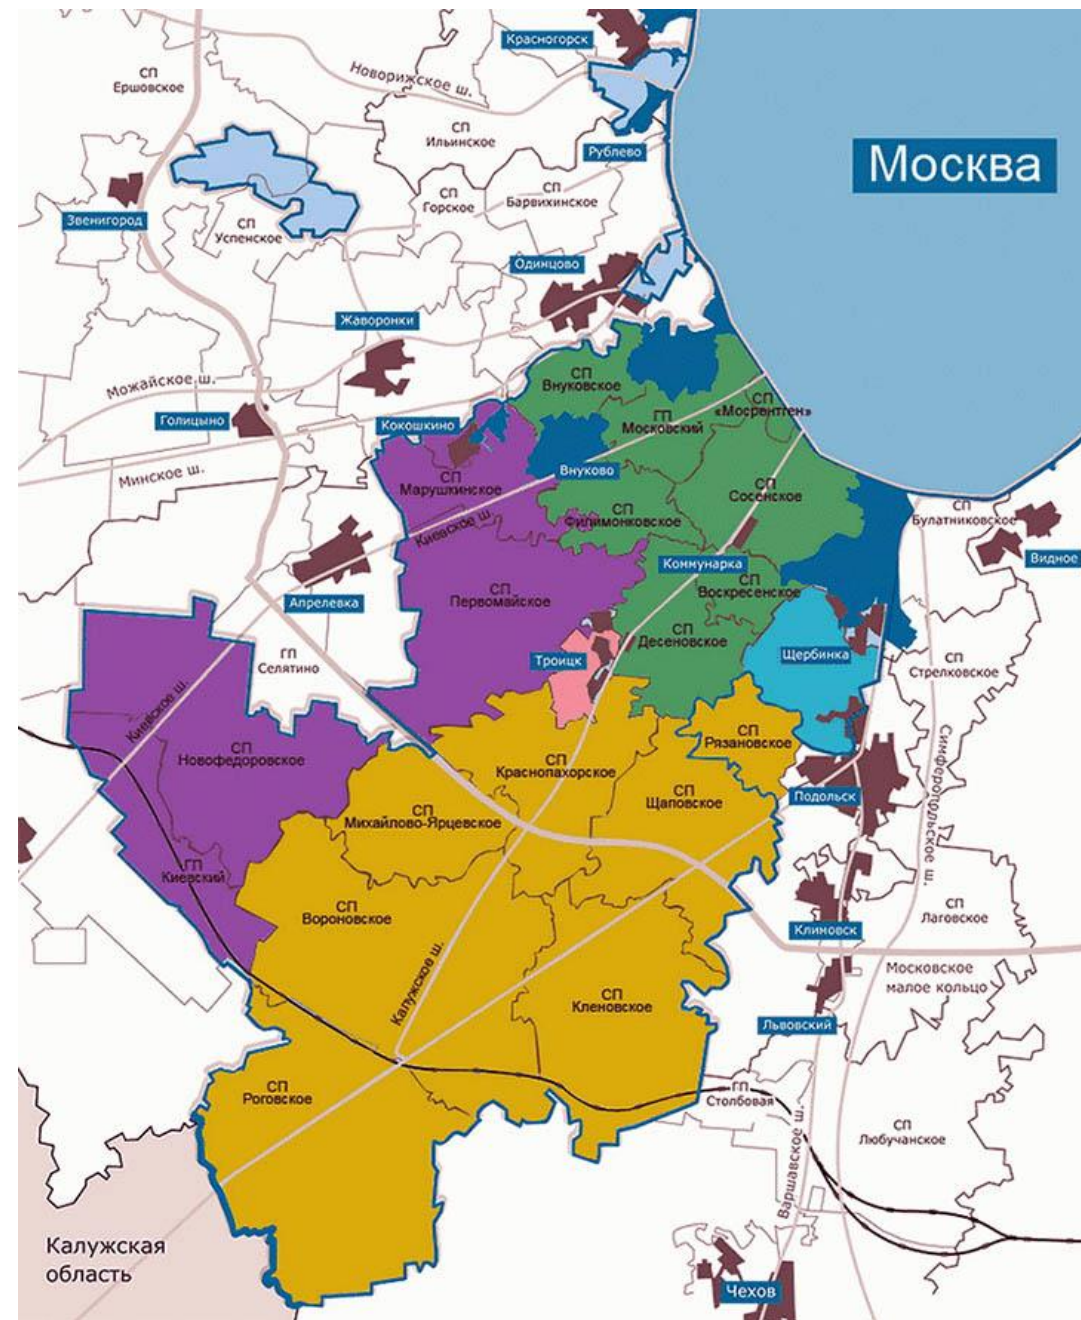 Красногорск
СП
Ершовское
Новорижское ш.
СП
Ильинское
Рублево
Москва
СП
Горское
СП
Барвихинское
Звенигород
СП
Успенское
Одинцово
Жаворонки
Можайское ш.
СП
Внуковское
СП
«Мосрентген»
ГП
Московский
Голицыно
Кокошкино
Минское ш.
Внуково
СП
Марушкинское
СП
Сосенское
СП
Булатниковское
Киевское ш.
СП
Филимонковское
Видное
Коммунарка
СП
Воскресенское
Апрелевка
СП
Первомайское
СП
Десеновское
Троицк
Щербинка
ГП
Селятино
СП
Стрелковское
Киевское ш.
СП
Новофедоровское
СП
Рязановское
Симферопольское ш.
СП
Краснопахорское
СП
Щаповское
Подольск
СП
Михайлово-Ярцевское
ГП
Киевский
СП
Вороновское
СП
Лаговское
Климовск
Калужское ш.
Московское
малое кольцо
СП
Кленовское
Львовский
СП
Роговское
ГП
Столбовая
Варшавское ш.
СП
Любучанское
Калужская
область
Чехов